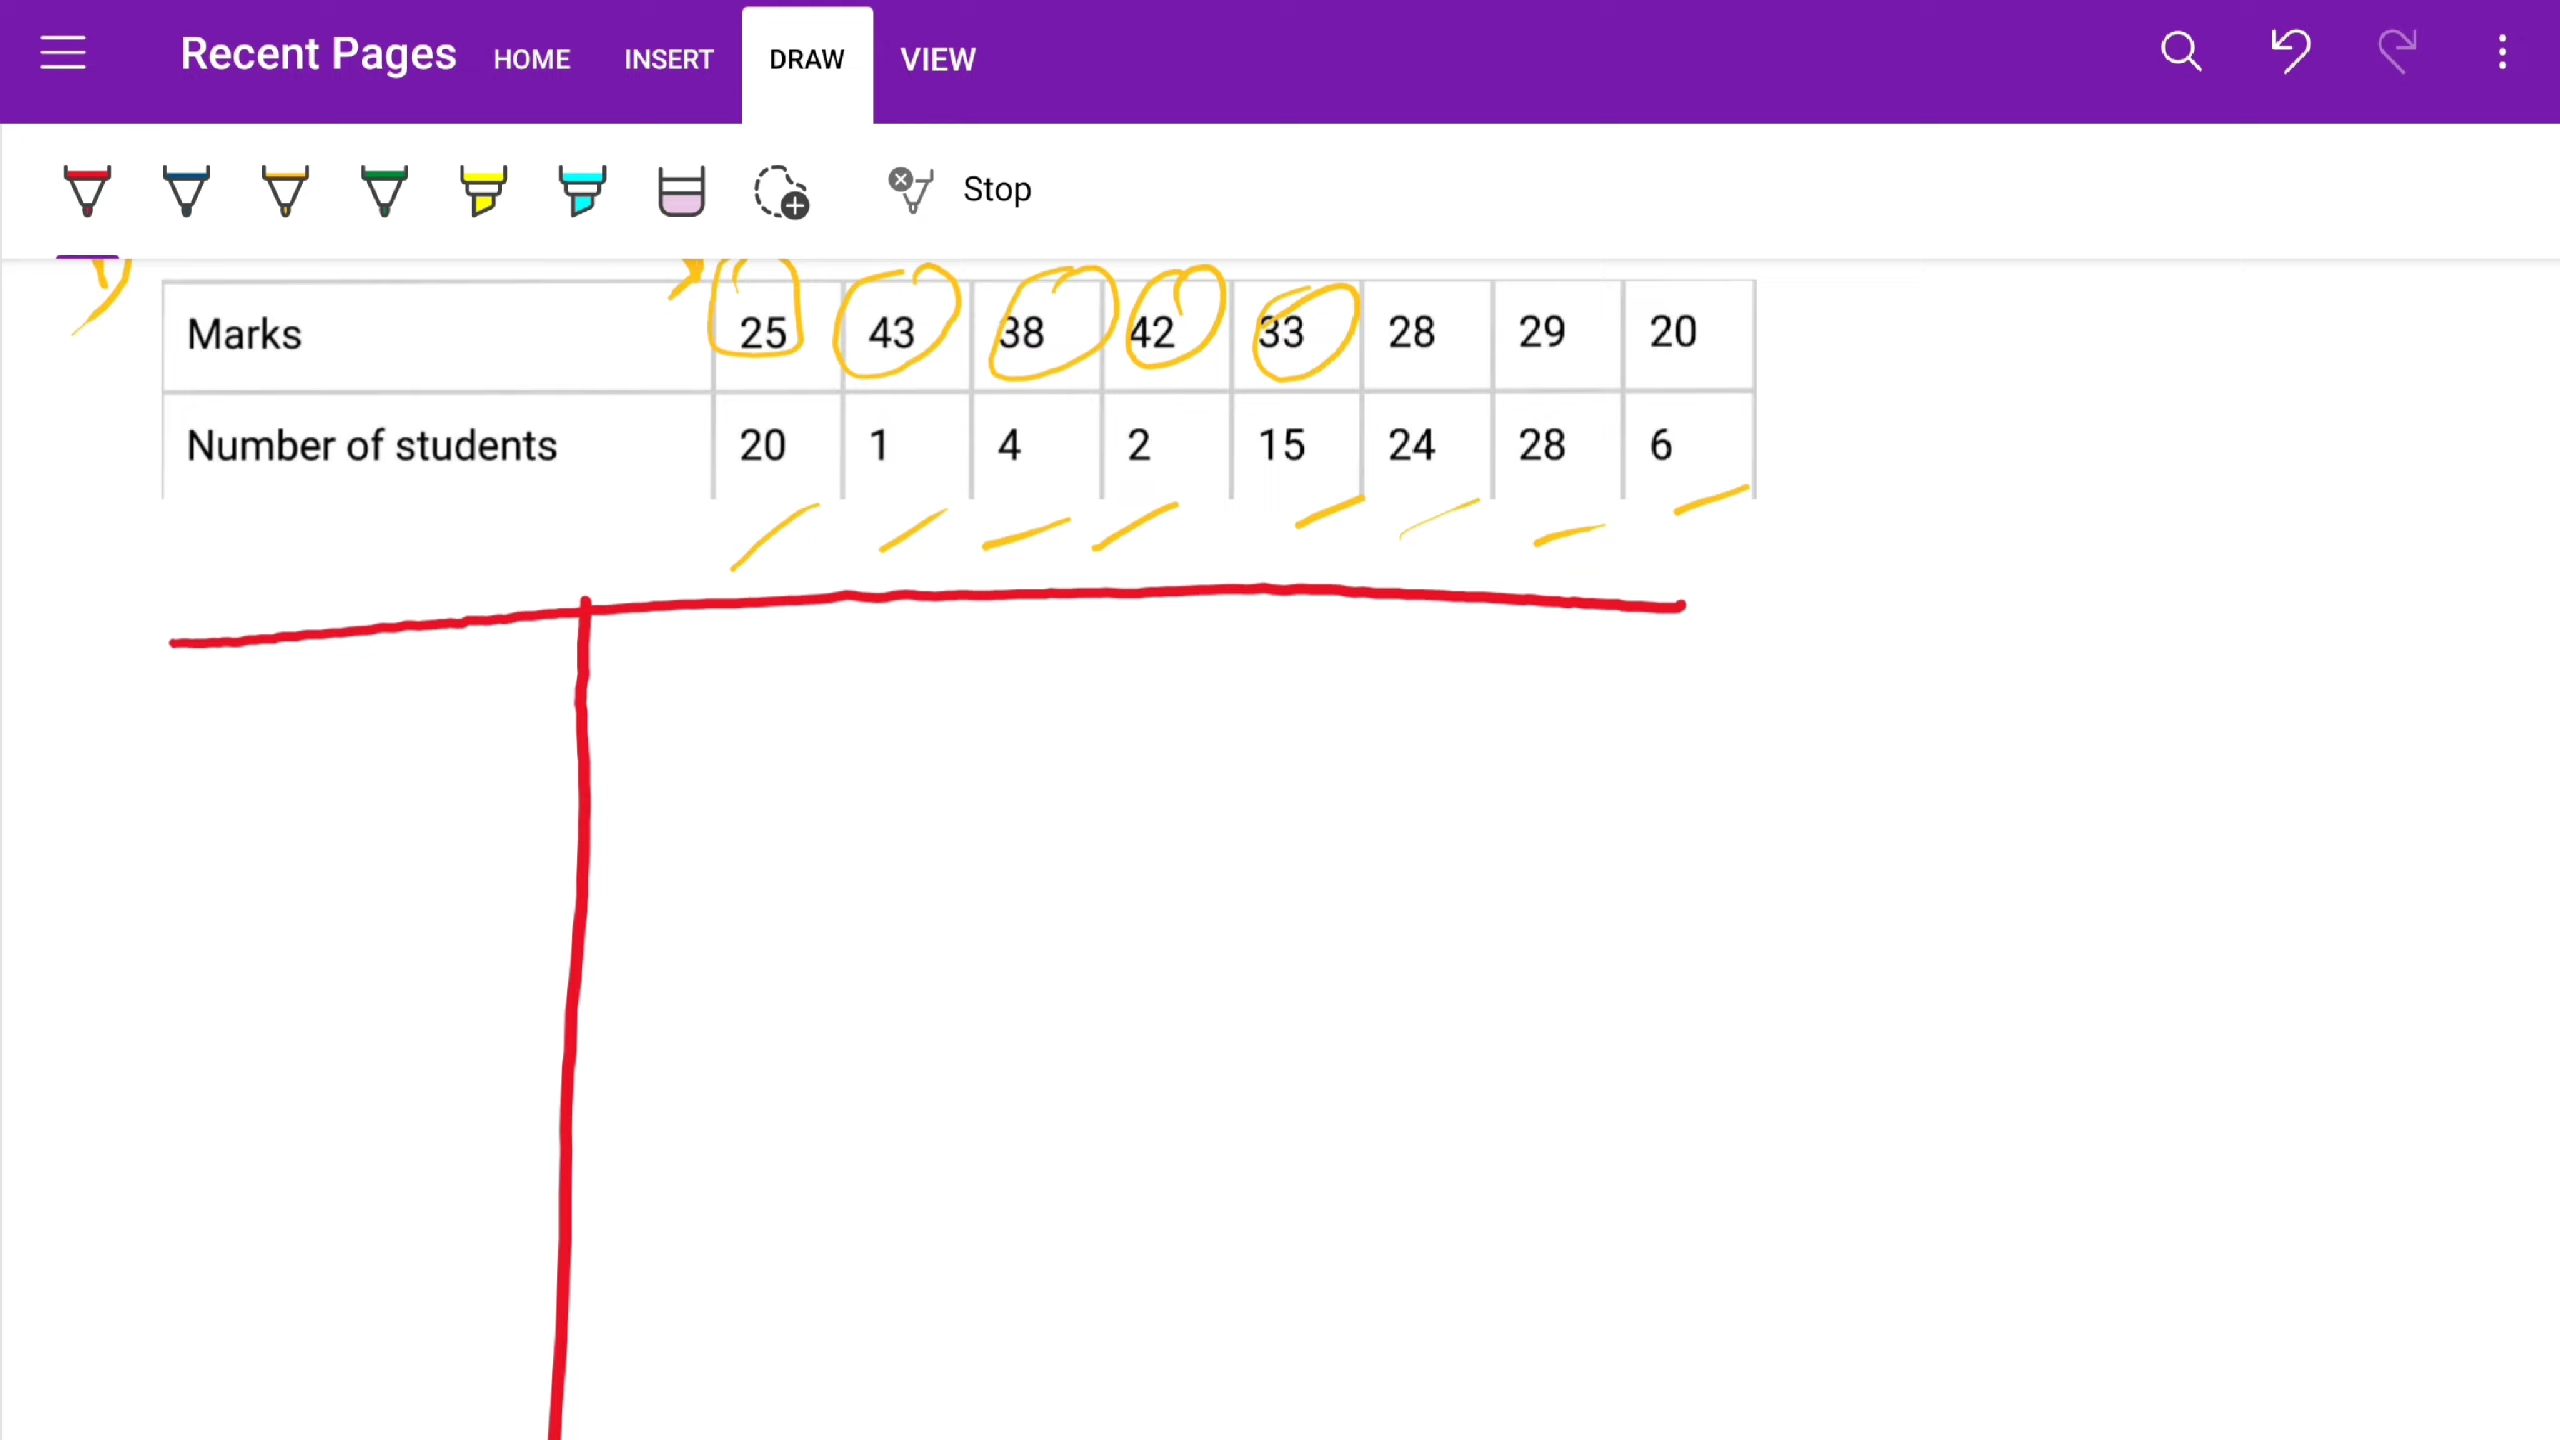 Recent Pages HOME INSERT DRAW VIEW
Stop
Marks 25 43 38 42 33 28 29 20
Number of students 20 1 4 2 15 24 28 6